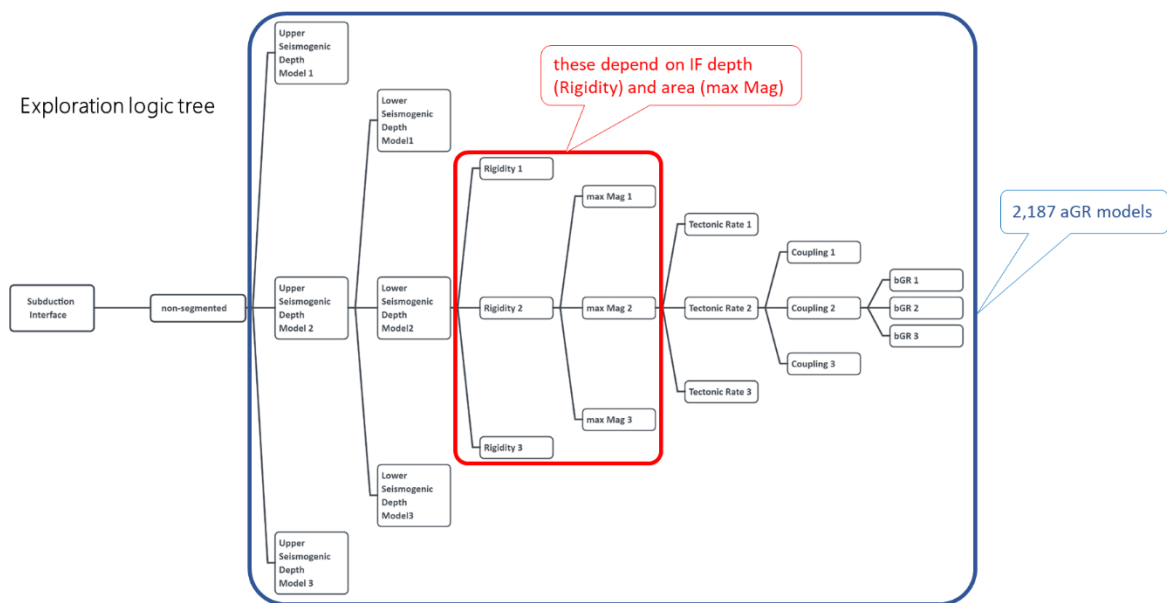 Exploration logic tree
Subduction
Interface
non-segmented
Upper
Seismogenic
Depth
Model 1
Upper
Seismogenic
Depth
Model 2
Upper
Seismogenic
Depth
Model 3
Lower
Seismogenic
Depth
Model1
Lower
Seismogenic
Depth
Model2
Lower
Seismogenic
Depth
Model3
these depend on IF depth
(Rigidity) and area (max Mag)
Rigidity 1
Rigidity 2
Rigidity 3
max Mag 1
max Mag 2
max Mag 3
Tectonic Rate 1
Tectonic Rate 2
Tectonic Rate 3
Coupling 1
Coupling 2
Coupling 3
bGR 1
bGR 2
bGR 3
2,187 aGR models